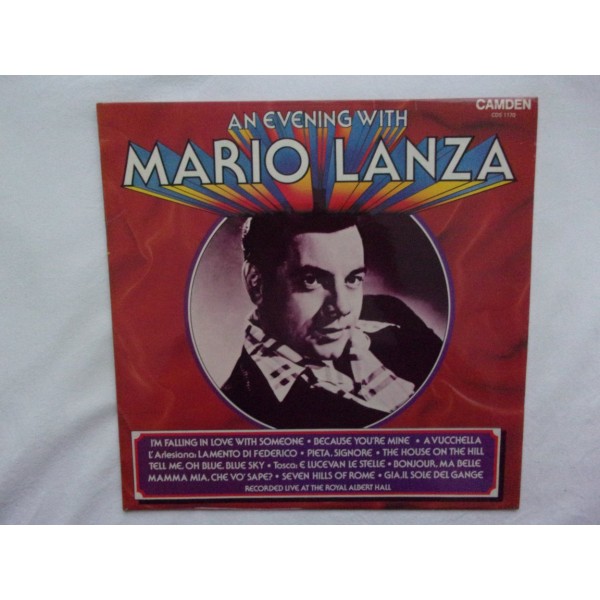 CAMDEN
CDS 1170
AN EVENING WITH
MARIO LANZA
I'M FALLING IN LOVE WITH SOMEONE • BECAUSE YOU'RE MINE • A VUCCHELLA
L'Arlesiana: LAMENTO DI FEDERICO • PIETA, SIGNORE • THE HOUSE ON THE HILL
TELL ME, OH BLUE, BLUE SKY • Tosca: E LUCEVAN LE STELLE • BONJOUR, MA BELLE
MAMMA MIA, CHE VO' SAPE? • SEVEN HILLS OF ROME • GIA, IL SOLE DEL GANGE
RECORDED LIVE AT THE ROYAL ALBERT HALL